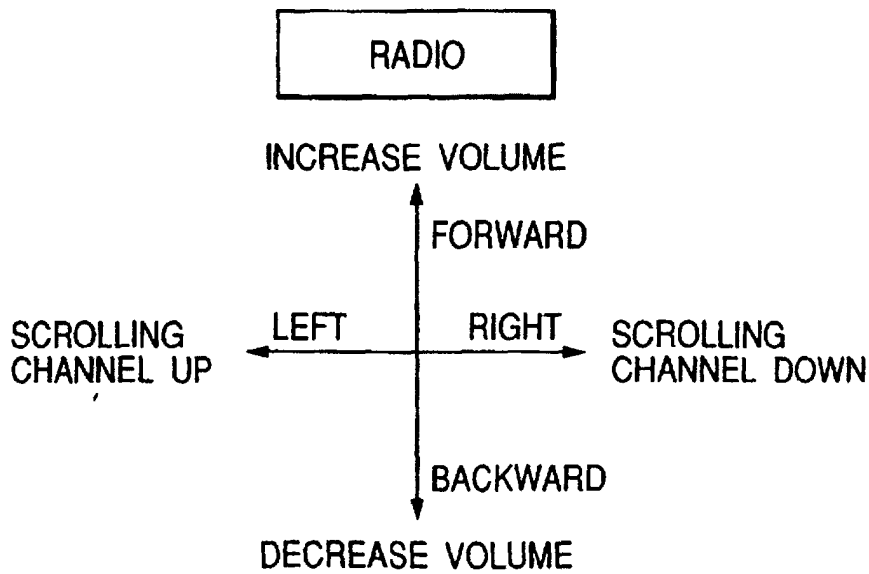 RADIO
INCREASE VOLUME
FORWARD
LEFT
RIGHT
SCROLLING
CHANNEL UP
SCROLLING
CHANNEL DOWN
BACKWARD
DECREASE VOLUME